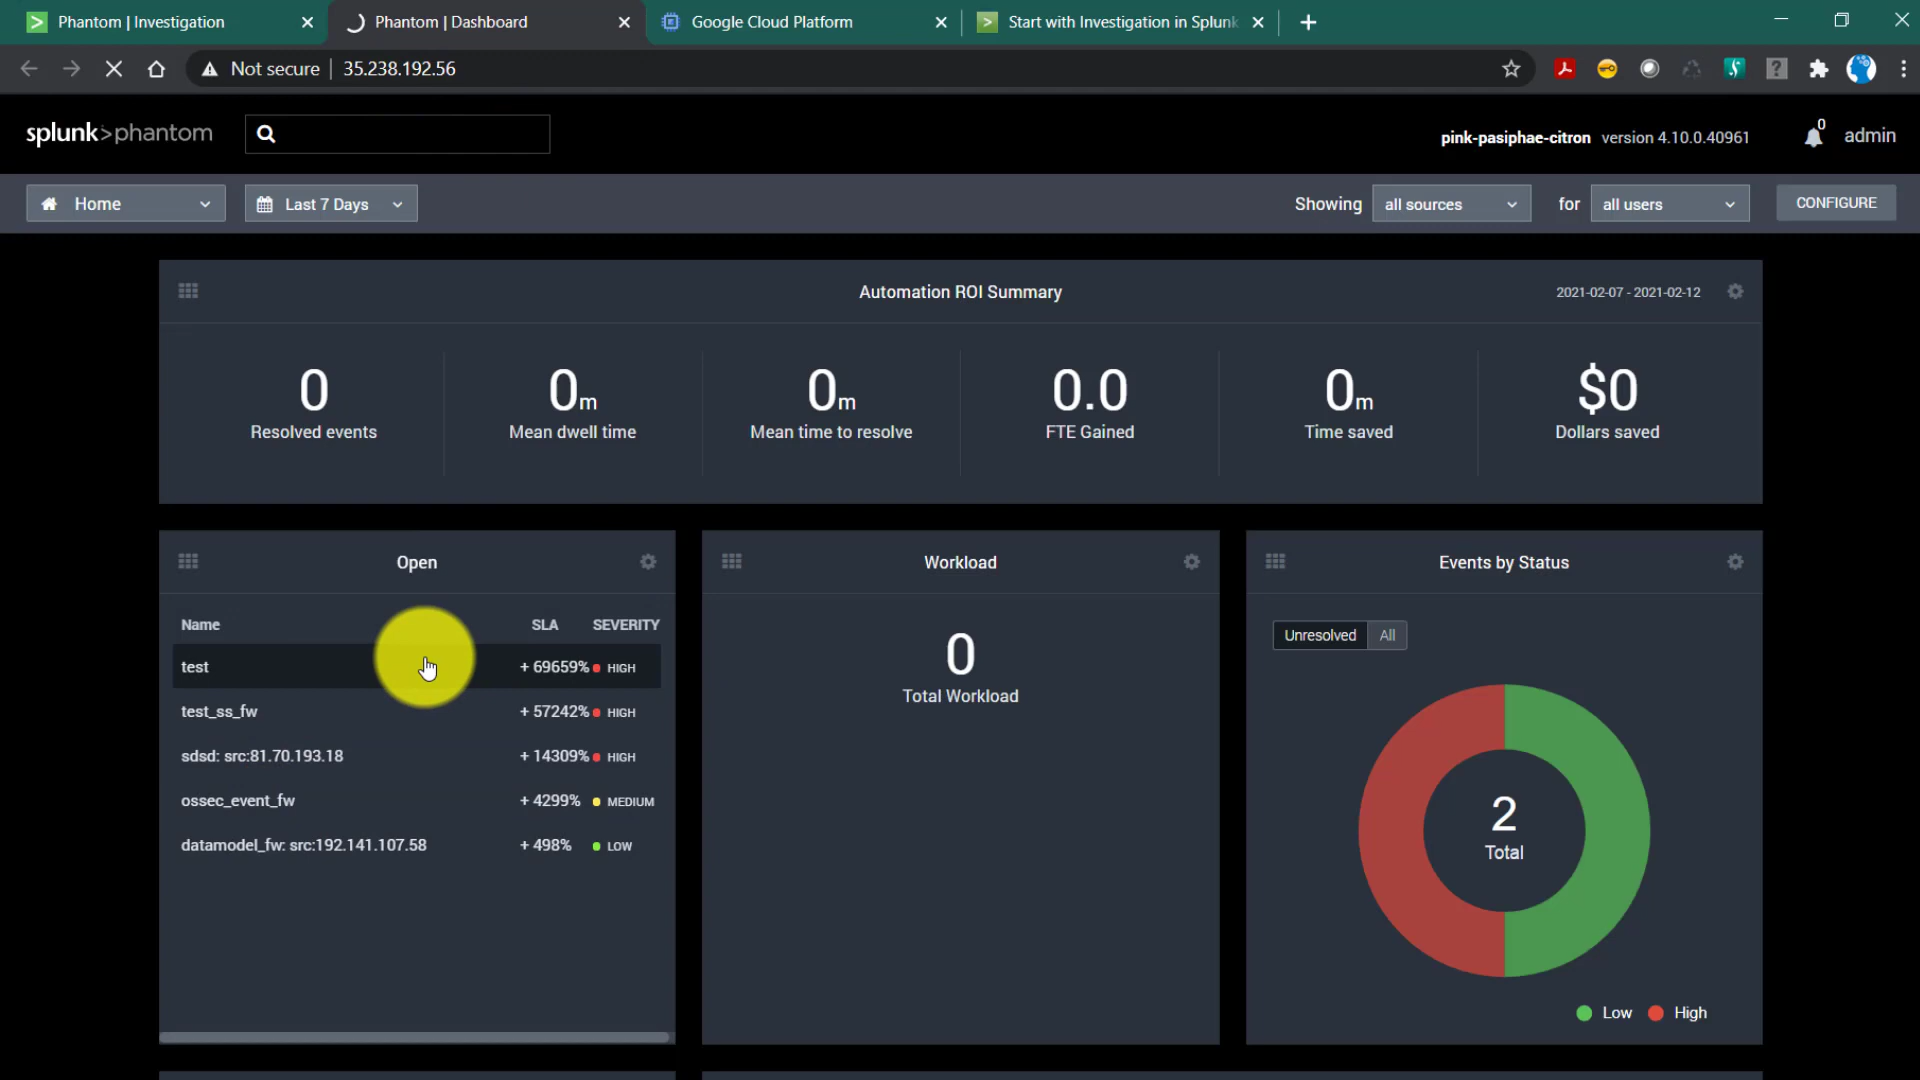 Phantom | Investigation
Phantom | Dashboard
Google Cloud Platform
Start with Investigation in Splunk
Not secure
35.238.192.56
splunk>phantom
pink-pasiphae-citron version 4.10.0.40961
0
admin
Home
Last 7 Days
Showing
all sources
for
all users
CONFIGURE
Automation ROI Summary
2021-02-07 - 2021-02-12
0
Resolved events
0m
Mean dwell time
0m
Mean time to resolve
0.0
FTE Gained
0m
Time saved
$0
Dollars saved
Open
Name SLA SEVERITY
test + 69659% HIGH
test_ss_fw + 57242% HIGH
sdsd: src:81.70.193.18 + 14309% HIGH
ossec_event_fw + 4299% MEDIUM
datamodel_fw: src:192.141.107.58 + 498% LOW
Workload
0
Total Workload
Events by Status
Unresolved All
2
Total
Low High